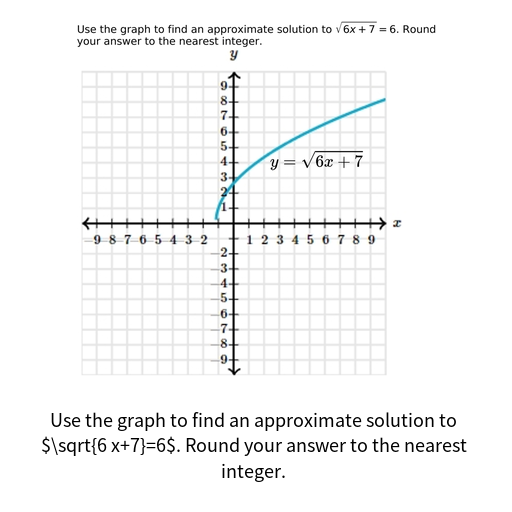 Use the graph to find an approximate solution to √6x + 7 = 6. Round
your answer to the nearest integer.
y
9
8
7
6
5
4
3
2
1
y = √6x + 7
x
9 8 7 6 5 4 3 2 1 2 3 4 5 6 7 8 9
-2
-3
-4
-5
-6
-7
-8
-9
Use the graph to find an approximate solution to
$\sqrt{6 x+7}=6$. Round your answer to the nearest
integer.